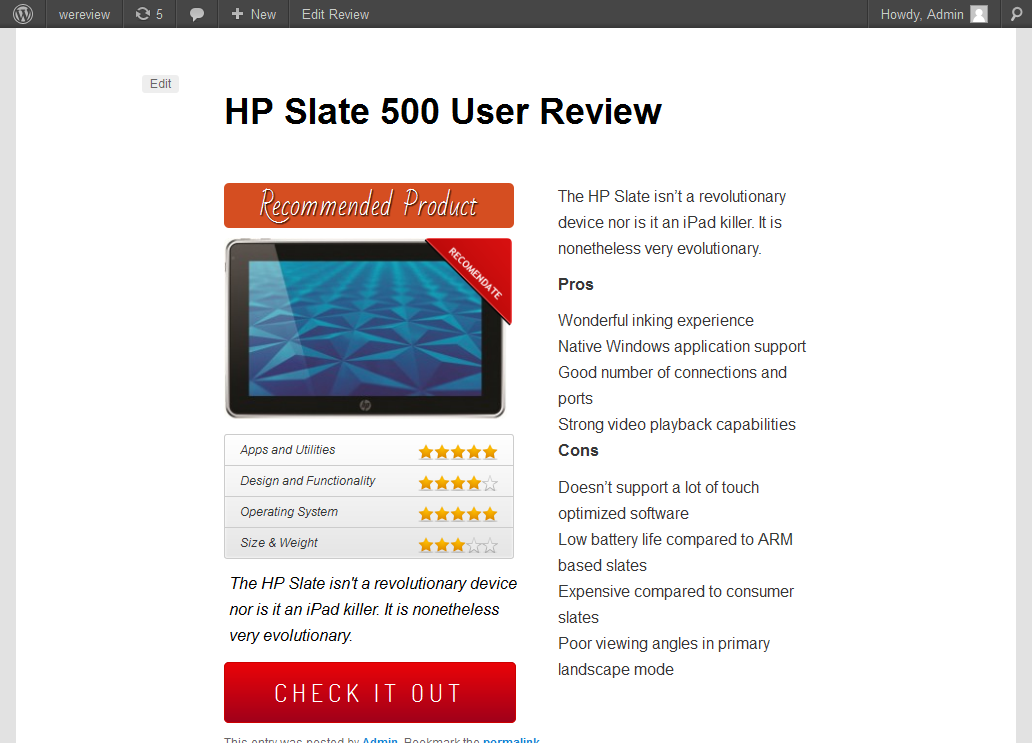 wereview
5
New
Edit Review
Howdy, Admin
Edit
HP Slate 500 User Review
Recommended Product
RECOMENDATE
hp
Apps and Utilities
Design and Functionality
Operating System
Size & Weight
The HP Slate isn't a revolutionary device
nor is it an iPad killer. It is nonetheless
very evolutionary.
CHECK IT OUT
This entry was posted by Admin. Bookmark the permalink.
The HP Slate isn’t a revolutionary
device nor is it an iPad killer. It is
nonetheless very evolutionary.
Pros
Wonderful inking experience
Native Windows application support
Good number of connections and
ports
Strong video playback capabilities
Cons
Doesn’t support a lot of touch
optimized software
Low battery life compared to ARM
based slates
Expensive compared to consumer
slates
Poor viewing angles in primary
landscape mode